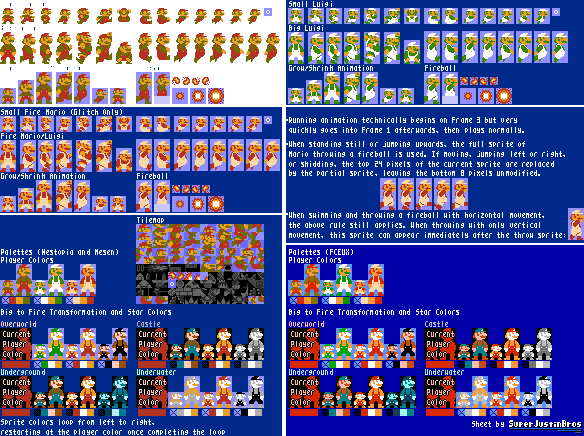 Small Luigi
Big Luigi
Grow/Shrink Animation
Fireball
Small Fire Mario (Glitch Only)
Fire Mario/Luigi
Grow/Shrink Animation
Fireball
Running animation technically begins on Frame 3 but very
quickly goes into Frame 1 afterwards, then plays normally.
When standing still or jumping upwards, the full sprite of
Mario throwing a fireball is used. If moving, jumping left or right,
or Skidding, the top 24 pixels of the current sprite are replaced
by the partial sprite, leaving the bottom 8 pixels unmodified.
When swimming and throwing a fireball with horizontal movement,
the above rule still applies. When throwing with only vertical
movement, this sprite can appear immediately after the throw sprite:
Tilemap
Palettes (Nestopia and Mesen)
Player Colors
Big to Fire Transformation and Star Colors
Overworld
Castle
Current
Player
Color
Current
Player
Color
Underground
Underwater
Current
Player
Color
Current
Player
Color
Sprite colors loop from left to right,
restarting at the player color once completing the loop
Palettes (FCEUX)
Player Colors
Big to Fire Transformation and Star Colors
Overworld
Castle
Current
Player
Color
Current
Player
Color
Underground
Underwater
Current
Player
Color
Current
Player
Color
Sheet by SuperJustinBros